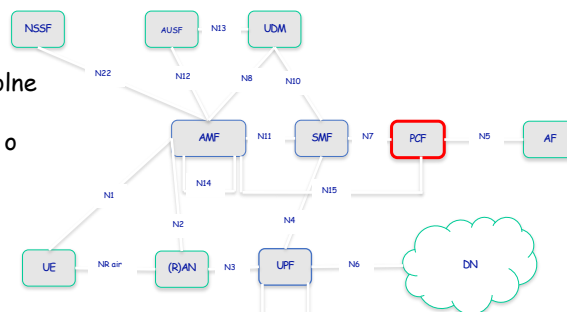 NSSF
AUSF
N13
UDM
N22
N12
N8
N10
olne
o
AMF
N11
SMF
N7
PCF
N5
AF
N14
N15
N1
N2
N4
UE
NR air
(R)AN
N3
UPF
N6
DN